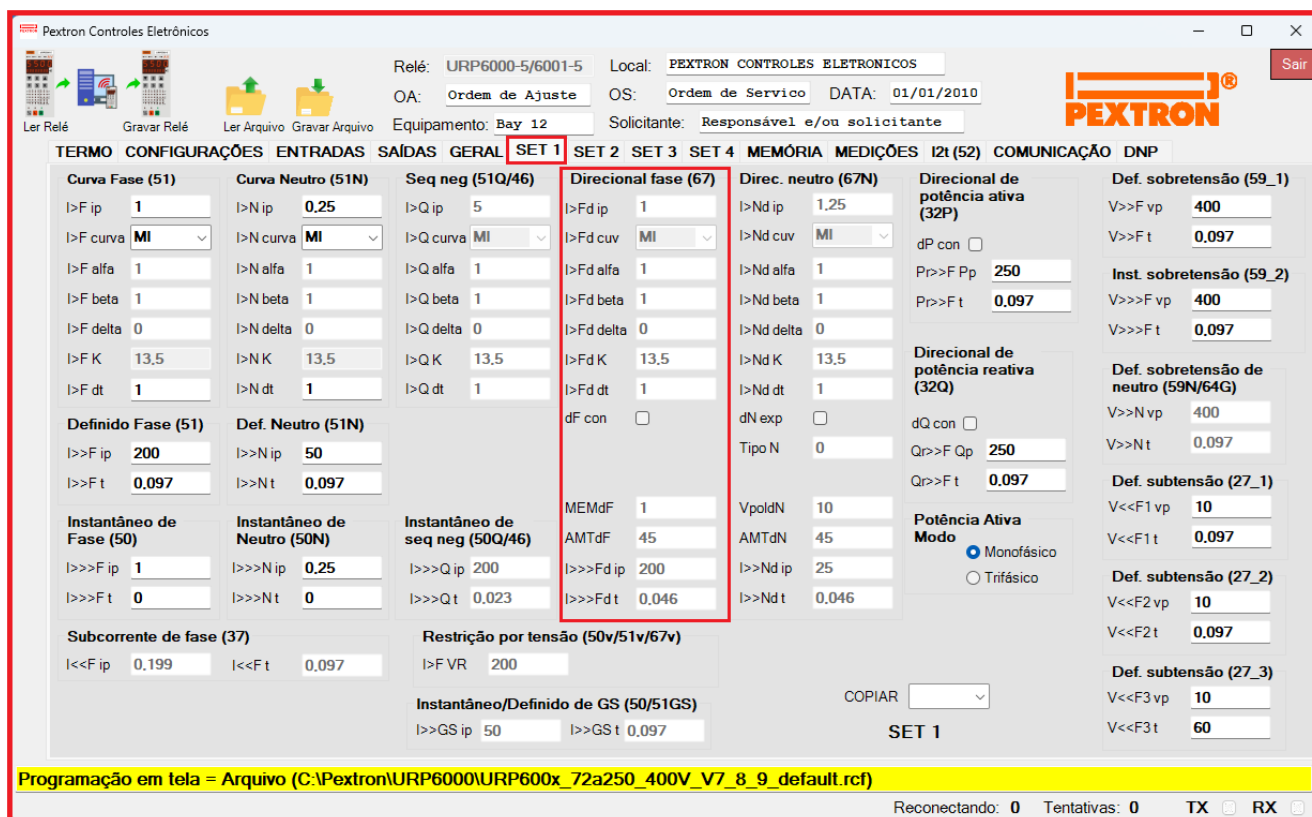 Pextron Controles Eletrônicos
Relé: URP6000-5/6001-5 Local: PEXTRON CONTROLES ELETRONICOS Sair
OA: Ordem de Ajuste OS: Ordem de Servico DATA: 01/01/2010
Equipamento: Bay 12 Solicitante: Responsável e/ou solicitante
Ler Relé Gravar Relé Ler Arquivo Gravar Arquivo
PEXTRON ®
TERMO CONFIGURAÇÕES ENTRADAS SAÍDAS GERAL SET 1 SET 2 SET 3 SET 4 MEMÓRIA MEDIÇÕES I2t (52) COMUNICAÇÃO DNP
Curva Fase (51)
I>F ip 1
I>F curva MI
I>F alfa 1
I>F beta 1
I>F delta 0
I>F K 13,5
I>F dt 1
Definido Fase (51)
I>>F ip 200
I>>F t 0,097
Instantâneo de
Fase (50)
I>>>F ip 1
I>>>F t 0
Subcorrente de fase (37)
I<<F ip 0,199 I<<F t 0,097
Curva Neutro (51N)
I>N ip 0,25
I>N curva MI
I>N alfa 1
I>N beta 1
I>N delta 0
I>N K 13,5
I>N dt 1
Def. Neutro (51N)
I>>N ip 50
I>>N t 0,097
Instantâneo de
Neutro (50N)
I>>>N ip 0,25
I>>>N t 0
Seq neg (51Q/46)
I>Q ip 5
I>Q curva MI
I>Q alfa 1
I>Q beta 1
I>Q delta 0
I>Q K 13,5
I>Q dt 1
Instantâneo de
seq neg (50Q/46)
I>>>Q ip 200
I>>>Q t 0,023
Restrição por tensão (50v/51v/67v)
I>F VR 200
Instantâneo/Definido de GS (50/51GS)
I>>GS ip 50 I>>GS t 0,097
Direcional fase (67)
I>Fd ip 1
I>Fd cuv MI
I>Fd alfa 1
I>Fd beta 1
I>Fd delta 0
I>Fd K 13,5
I>Fd dt 1
dF con
MEMdF 1
AMTdF 45
I>>>Fd ip 200
I>>>Fd t 0,046
Direc. neutro (67N)
I>Nd ip 1,25
I>Nd cuv MI
I>Nd alfa 1
I>Nd beta 1
I>Nd delta 0
I>Nd K 13,5
I>Nd dt 1
dN exp
Tipo N 0
VpoldN 10
AMTdN 45
I>>Nd ip 25
I>>Nd t 0,046
Direcional de
potência ativa
(32P)
dP con
Pr>>F Pp 250
Pr>>F t 0,097
Direcional de
potência reativa
(32Q)
dQ con
Qr>>F Qp 250
Qr>>F t 0,097
Potência Ativa
Modo
Monofásico
Trifásico
COPIAR
SET 1
Def. sobretensão (59_1)
V>>F vp 400
V>>F t 0,097
Inst. sobretensão (59_2)
V>>>F vp 400
V>>>F t 0,097
Def. sobretensão de
neutro (59N/64G)
V>>N vp 400
V>>N t 0,097
Def. subtensão (27_1)
V<<F1 vp 10
V<<F1 t 0,097
Def. subtensão (27_2)
V<<F2 vp 10
V<<F2 t 0,097
Def. subtensão (27_3)
V<<F3 vp 10
V<<F3 t 60
Programação em tela = Arquivo (C:\Pextron\URP6000\URP600x_72a250_400V_V7_8_9_default.rcf)
Reconectando: 0 Tentativas: 0 TX RX